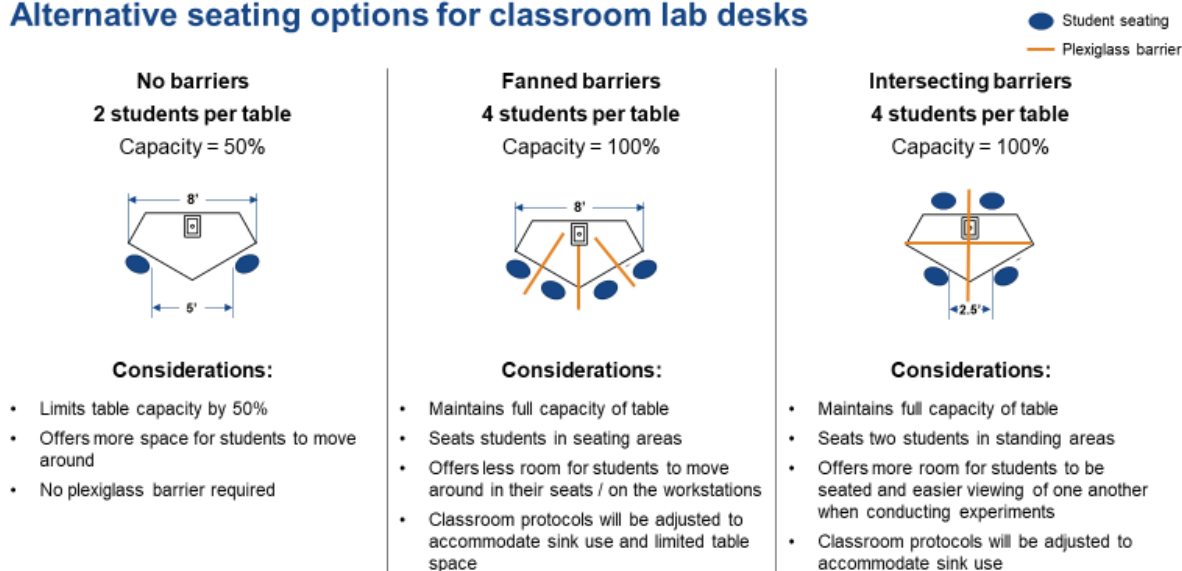 Alternative seating options for classroom lab desks
Student seating
Plexiglass barrier
No barriers
2 students per table
Capacity = 50%
8'
5'
Considerations:
• Limits table capacity by 50%
• Offers more space for students to move
around
• No plexiglass barrier required
Fanned barriers
4 students per table
Capacity = 100%
8'
Considerations:
• Maintains full capacity of table
• Seats students in seating areas
• Offers less room for students to move
around in their seats / on the workstations
• Classroom protocols will be adjusted to
accommodate sink use and limited table
space
Intersecting barriers
4 students per table
Capacity = 100%
2.5'
Considerations:
• Maintains full capacity of table
• Seats two students in standing areas
• Offers more room for students to be
seated and easier viewing of one another
when conducting experiments
• Classroom protocols will be adjusted to
accommodate sink use